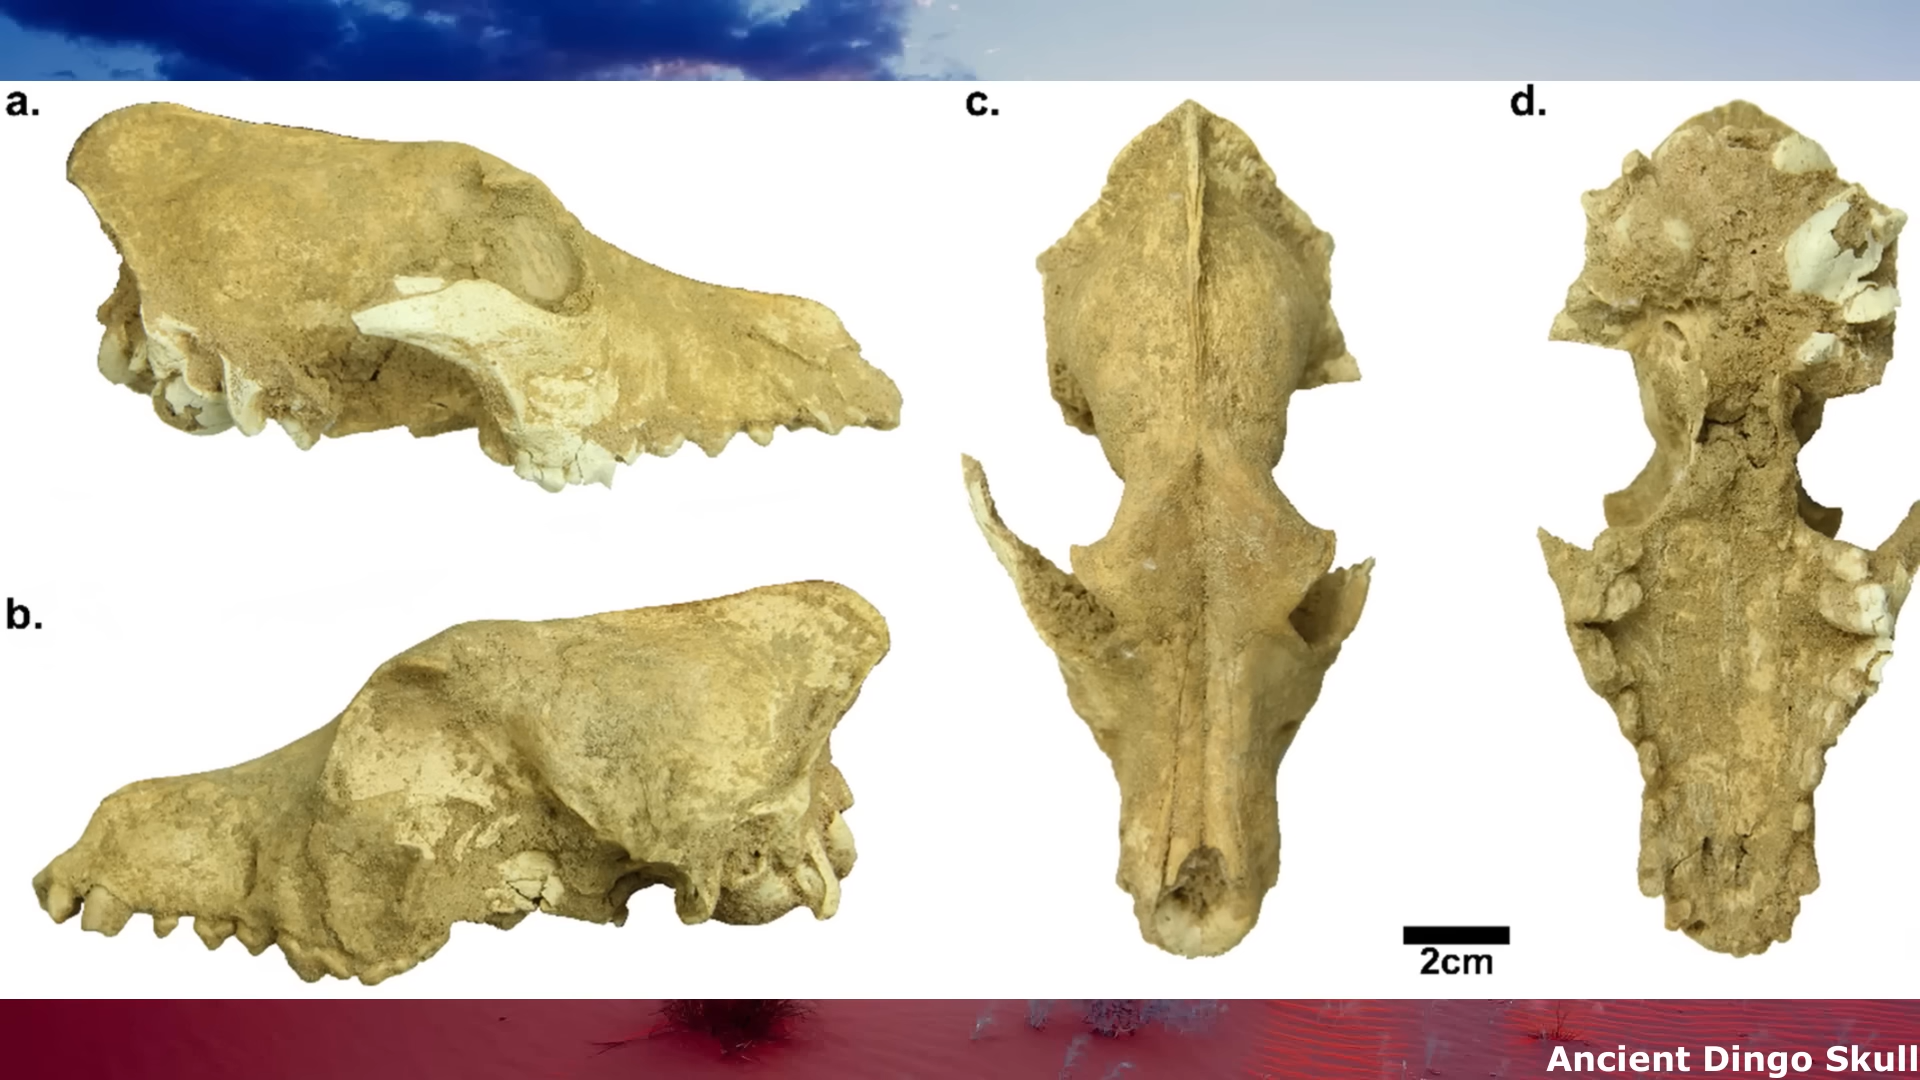 a.
c.
d.
b.
2cm
Ancient Dingo Skull